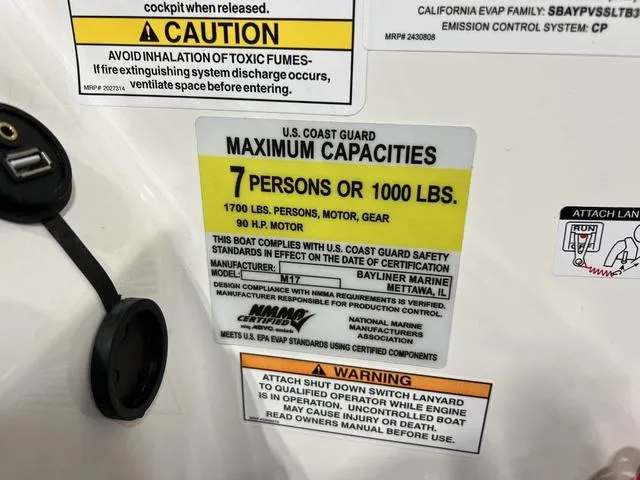 cockpit when released.
CAUTION
AVOID INHALATION OF TOXIC FUMES-
If fire extinguishing system discharge occurs,
ventilate space before entering.
MRP# 2027314
CALIFORNIA EVAP FAMILY: SBAYPVSSLTB3
EMISSION CONTROL SYSTEM: CP
MRP# 2430808
U.S. COAST GUARD
MAXIMUM CAPACITIES
7 PERSONS OR 1000 LBS.
1700 LBS. PERSONS, MOTOR, GEAR
90 H.P. MOTOR
THIS BOAT COMPLIES WITH U.S. COAST GUARD SAFETY
STANDARDS IN EFFECT ON THE DATE OF CERTIFICATION
MANUFACTURER: BAYLINER MARINE
MODEL: M17 METTAWA, IL
DESIGN COMPLIANCE WITH NMMA REQUIREMENTS IS VERIFIED.
MANUFACTURER RESPONSIBLE FOR PRODUCTION CONTROL.
NMMA
CERTIFIED
using ABYC. standards
NATIONAL MARINE
MANUFACTURERS
ASSOCIATION
MEETS U.S. EPA EVAP STANDARDS USING CERTIFIED COMPONENTS
ATTACH LAN
RUN
WARNING
ATTACH SHUT DOWN SWITCH LANYARD
TO QUALIFIED OPERATOR WHILE ENGINE
IS IN OPERATION. UNCONTROLLED BOAT
MAY CAUSE INJURY OR DEATH.
READ OWNERS MANUAL BEFORE USE.